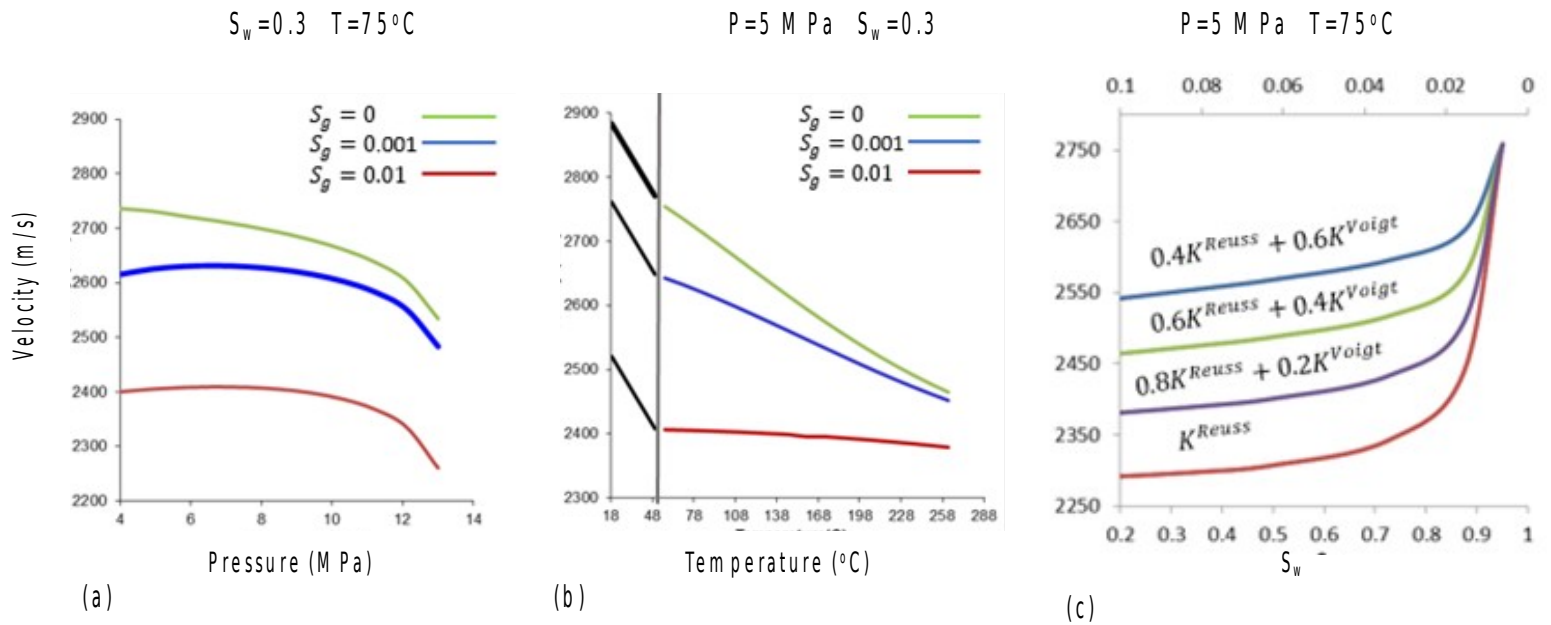 S_w=0.3 T=75°C
P=5 MPa S_w=0.3
P=5 MPa T=75°C
Velocity (m/s)
2900
2800
2700
2600
2500
2400
2300
2200
4 6 8 10 12 14
S_g = 0
S_g = 0.001
S_g = 0.01
Pressure (MPa)
(a)
2900
2800
2700
2600
2500
2400
2300
18 48 78 108 138 168 198 228 258 288
S_g = 0
S_g = 0.001
S_g = 0.01
Temperature (°C)
(b)
0.1 0.08 0.06 0.04 0.02 0
2750
2650
2550
2450
2350
2250
0.4K^Reuss + 0.6K^Voigt
0.6K^Reuss + 0.4K^Voigt
0.8K^Reuss + 0.2K^Voigt
K^Reuss
0.2 0.3 0.4 0.5 0.6 0.7 0.8 0.9 1
S_w
(c)